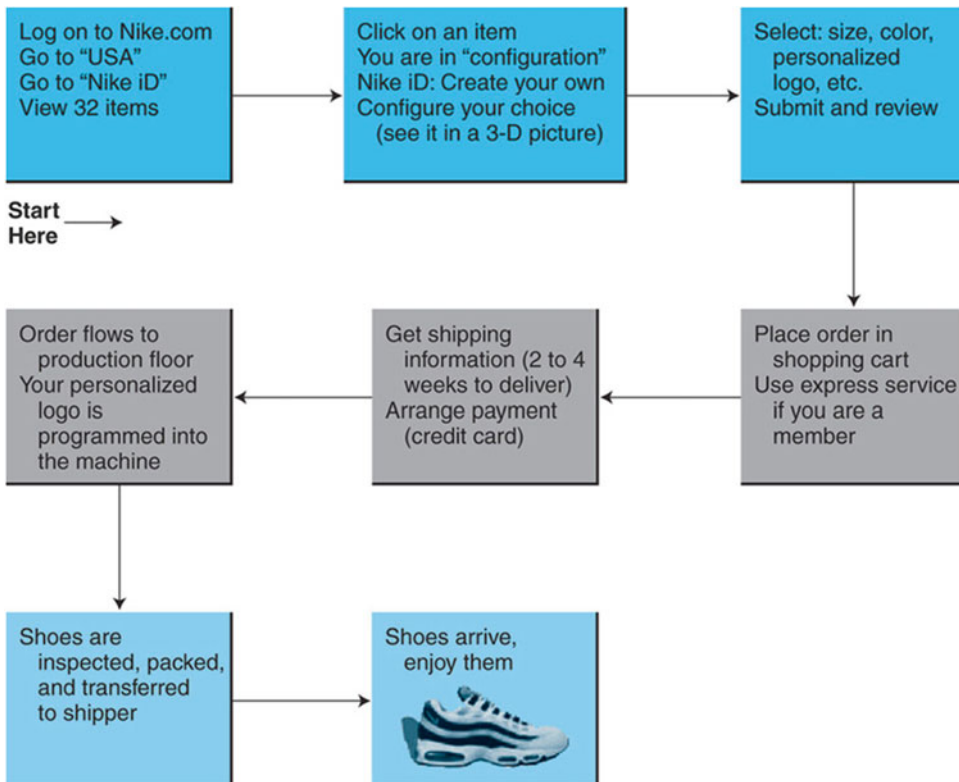 Log on to Nike.com
Go to “USA”
Go to “Nike iD”
View 32 items
Click on an item
You are in “configuration”
Nike iD: Create your own
Configure your choice
(see it in a 3-D picture)
Select: size, color,
personalized
logo, etc.
Submit and review
Start
Here
Place order in
shopping cart
Use express service
if you are a
member
Get shipping
information (2 to 4
weeks to deliver)
Arrange payment
(credit card)
Order flows to
production floor
Your personalized
logo is
programmed into
the machine
Shoes are
inspected, packed,
and transferred
to shipper
Shoes arrive,
enjoy them